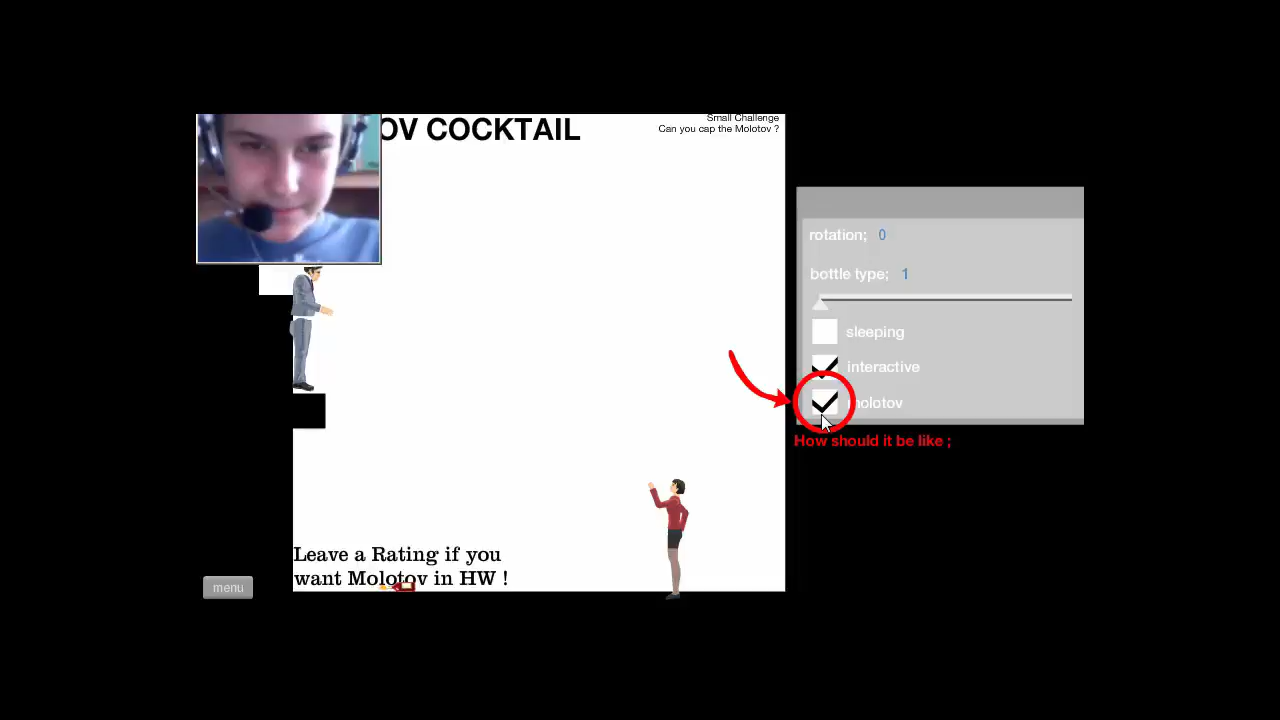 OV COCKTAIL
Small Challenge
Can you cap the Molotov ?
rotation; 0
bottle type; 1
sleeping
interactive
molotov
How should it be like ;
Leave a Rating if you
want Molotov in HW !
menu